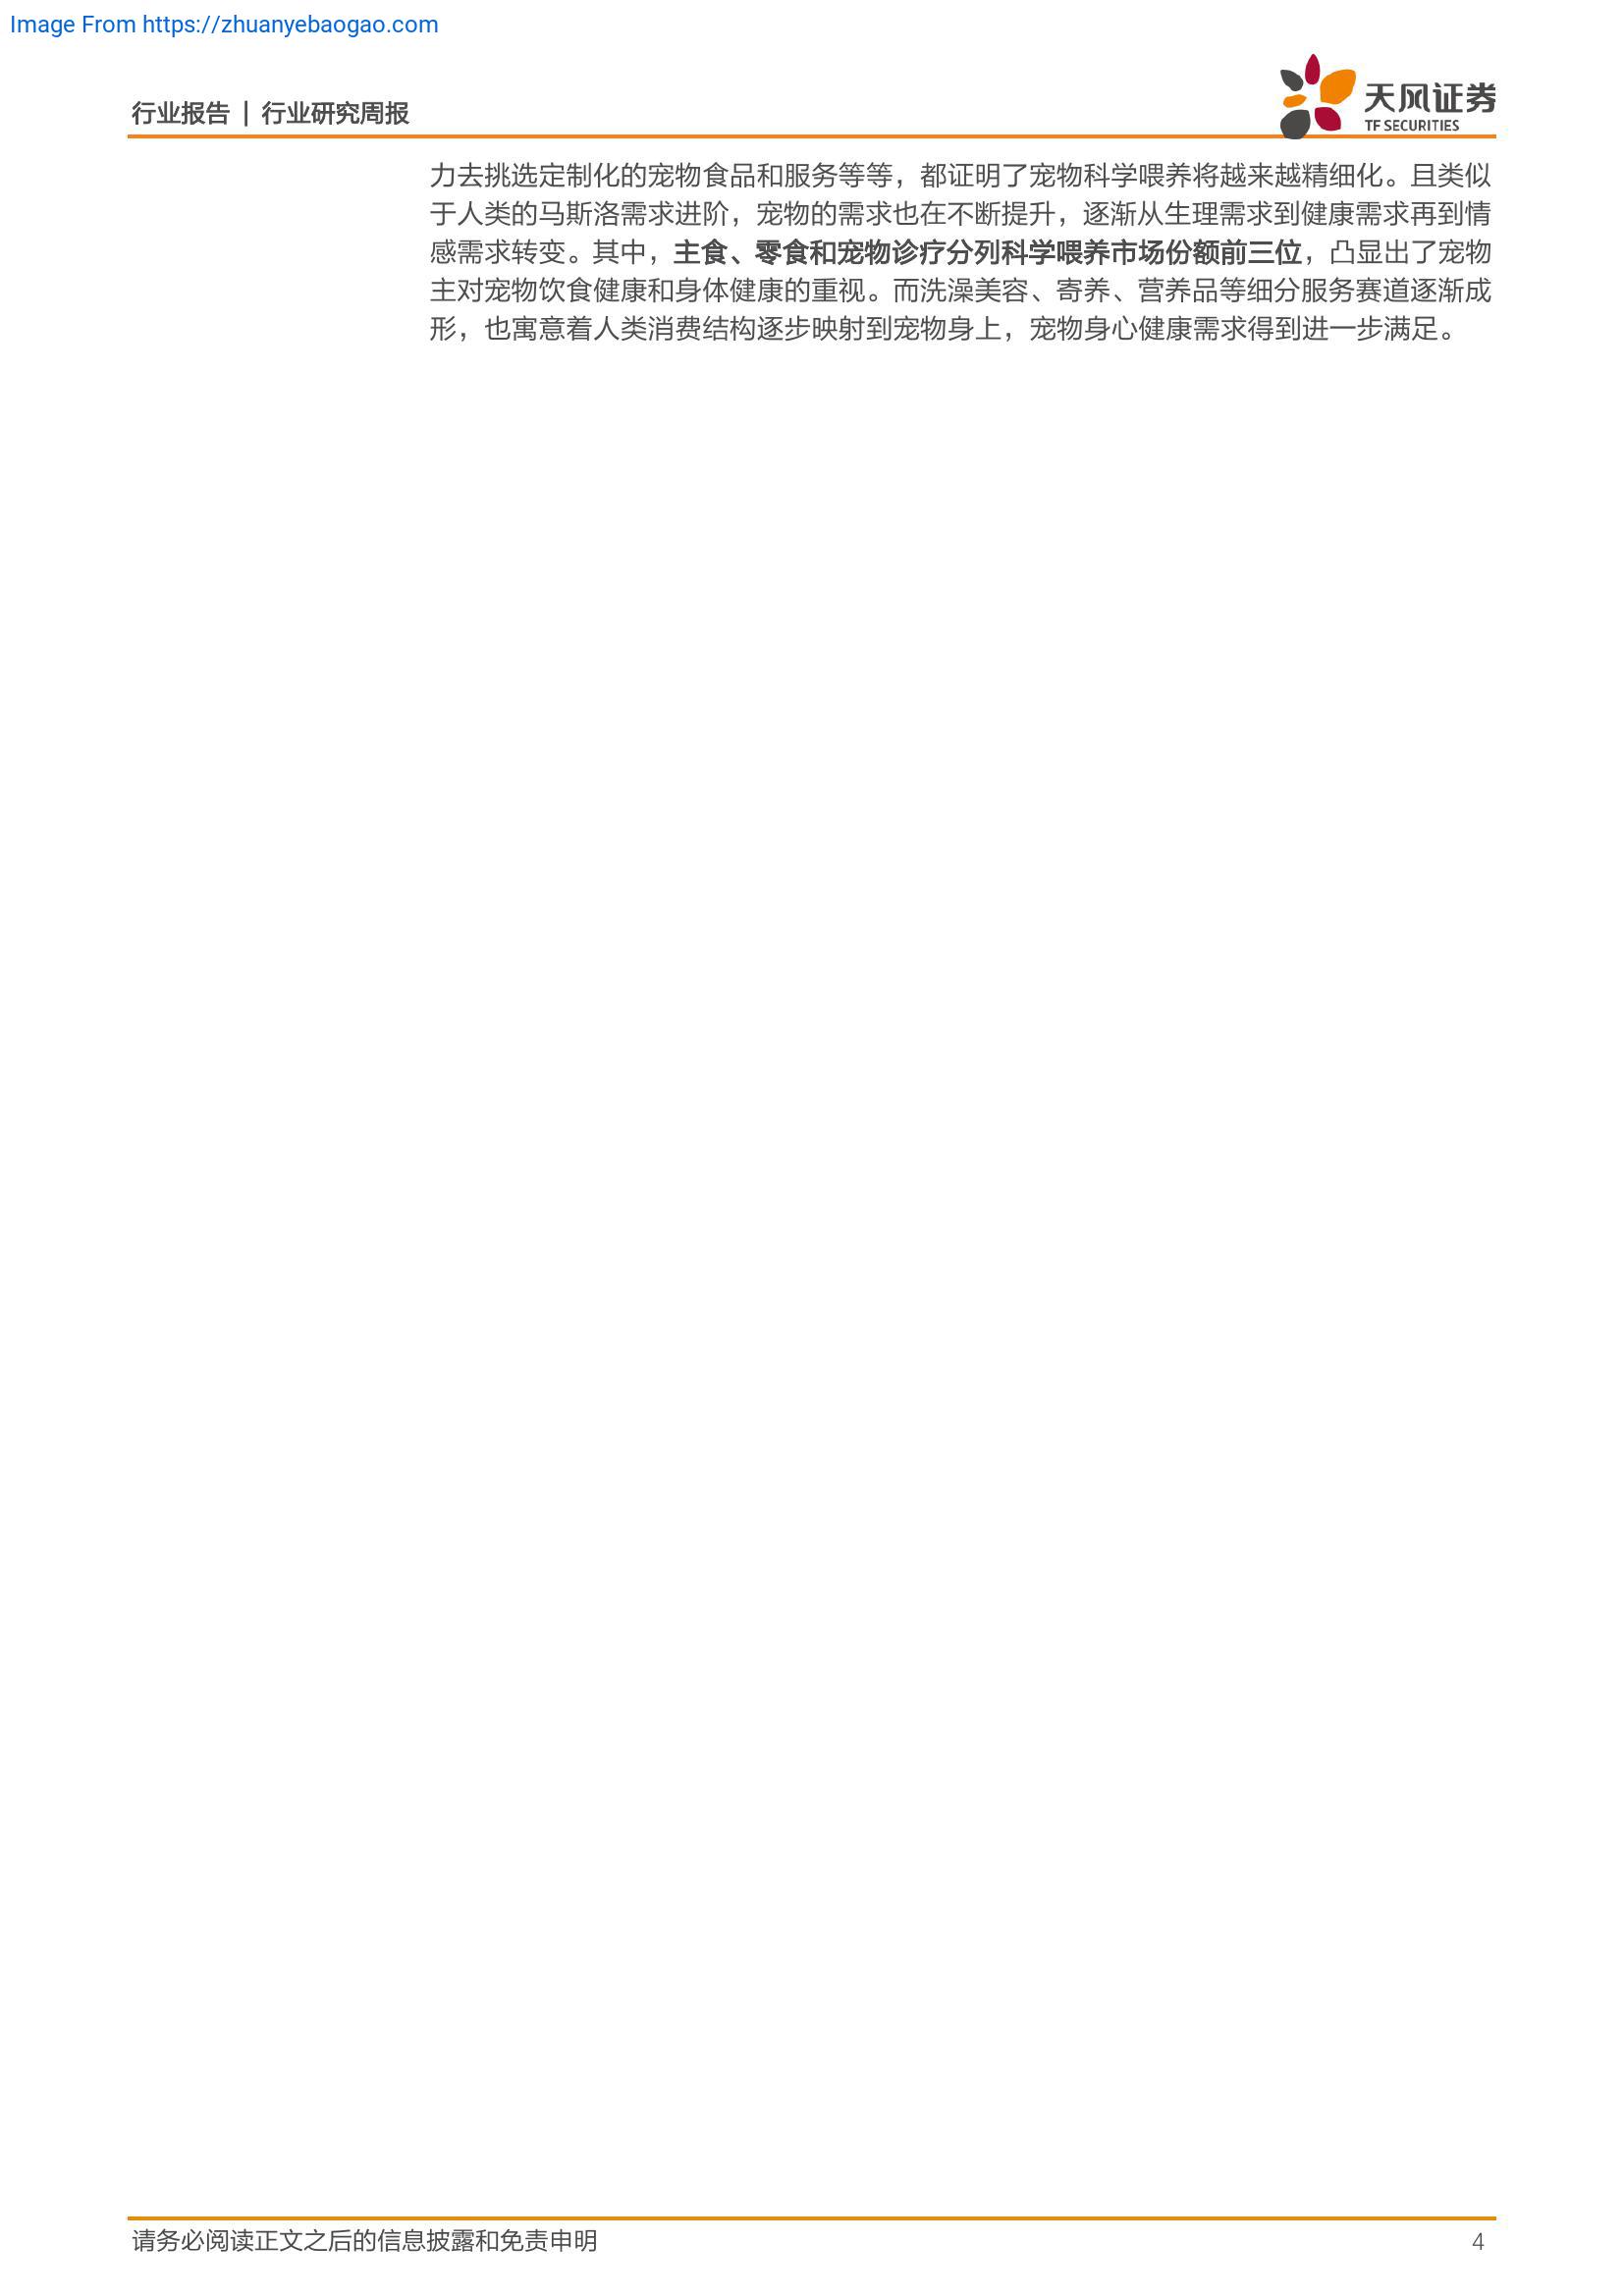 Image From https://zhuanyebaogao.com
行业报告 | 行业研究周报
天风证券
TF SECURITIES
力去挑选定制化的宠物食品和服务等等，都证明了宠物科学喂养将越来越精细化。且类似
于人类的马斯洛需求进阶，宠物的需求也在不断提升，逐渐从生理需求到健康需求再到情
感需求转变。其中，主食、零食和宠物诊疗分列科学喂养市场份额前三位，凸显出了宠物
主对宠物饮食健康和身体健康的重视。而洗澡美容、寄养、营养品等细分服务赛道逐渐成
形，也寓意着人类消费结构逐步映射到宠物身上，宠物身心健康需求得到进一步满足。
请务必阅读正文之后的信息披露和免责申明
4